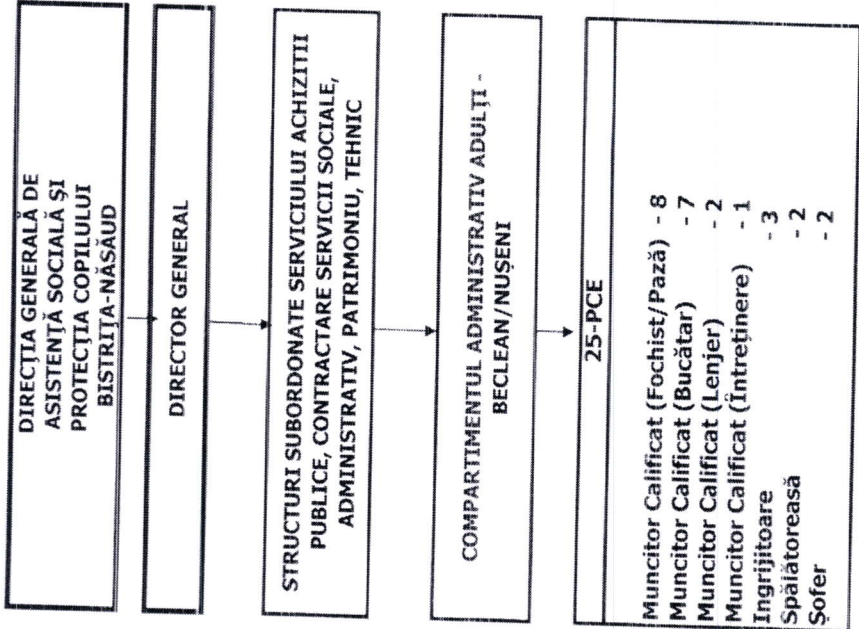 DIRECȚIA GENERALĂ DE
ASISTENȚĂ SOCIALĂ ȘI
PROTECȚIA COPILULUI
BISTRIȚA-NĂSĂUD
DIRECTOR GENERAL
STRUCTURI SUBORDONATE SERVICIULUI ACHIZITII
PUBLICE, CONTRACTARE SERVICII SOCIALE,
ADMINISTRATIV, PATRIMONIU, TEHNIC
COMPARTIMENTUL ADMINISTRATIV ADULȚI -
BECLEAN/NUȘENI
25-PCE
Muncitor Calificat (Fochist/Pază) - 8
Muncitor Calificat (Bucătar) - 7
Muncitor Calificat (Lenjer) - 2
Muncitor Calificat (Întreținere) - 1
Ingrijitoare - 3
Spălătoreasă - 2
Șofer - 2